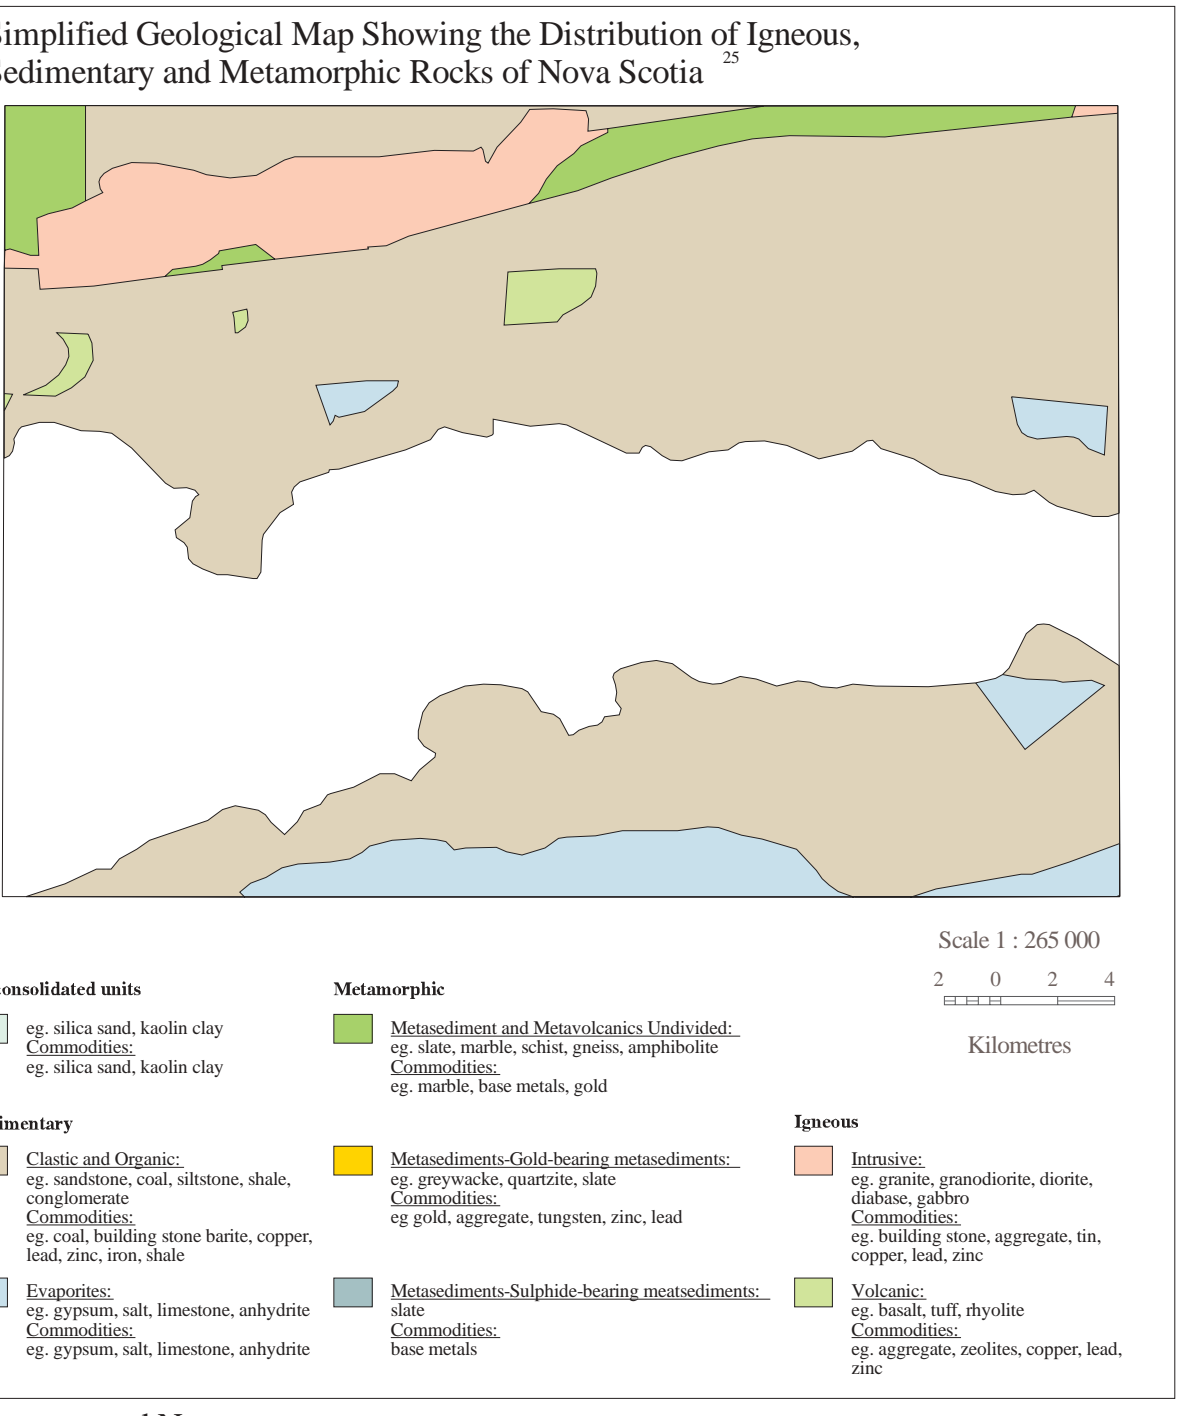 Simplified Geological Map Showing the Distribution of Igneous,
Sedimentary and Metamorphic Rocks of Nova Scotia 25
Scale 1 : 265 000
2 0 2 4
Kilometres
consolidated units
eg. silica sand, kaolin clay
Commodities:
eg. silica sand, kaolin clay
imentary
Clastic and Organic:
eg. sandstone, coal, siltstone, shale,
conglomerate
Commodities:
eg. coal, building stone barite, copper,
lead, zinc, iron, shale
Evaporites:
eg. gypsum, salt, limestone, anhydrite
Commodities:
eg. gypsum, salt, limestone, anhydrite
Metamorphic
Metasediment and Metavolcanics Undivided:
eg. slate, marble, schist, gneiss, amphibolite
Commodities:
eg. marble, base metals, gold
Metasediments-Gold-bearing metasediments:
eg. greywacke, quartzite, slate
Commodities:
eg gold, aggregate, tungsten, zinc, lead
Metasediments-Sulphide-bearing meatsediments:
slate
Commodities:
base metals
Igneous
Intrusive:
eg. granite, granodiorite, diorite,
diabase, gabbro
Commodities:
eg. building stone, aggregate, tin,
copper, lead, zinc
Volcanic:
eg. basalt, tuff, rhyolite
Commodities:
eg. aggregate, zeolites, copper, lead,
zinc